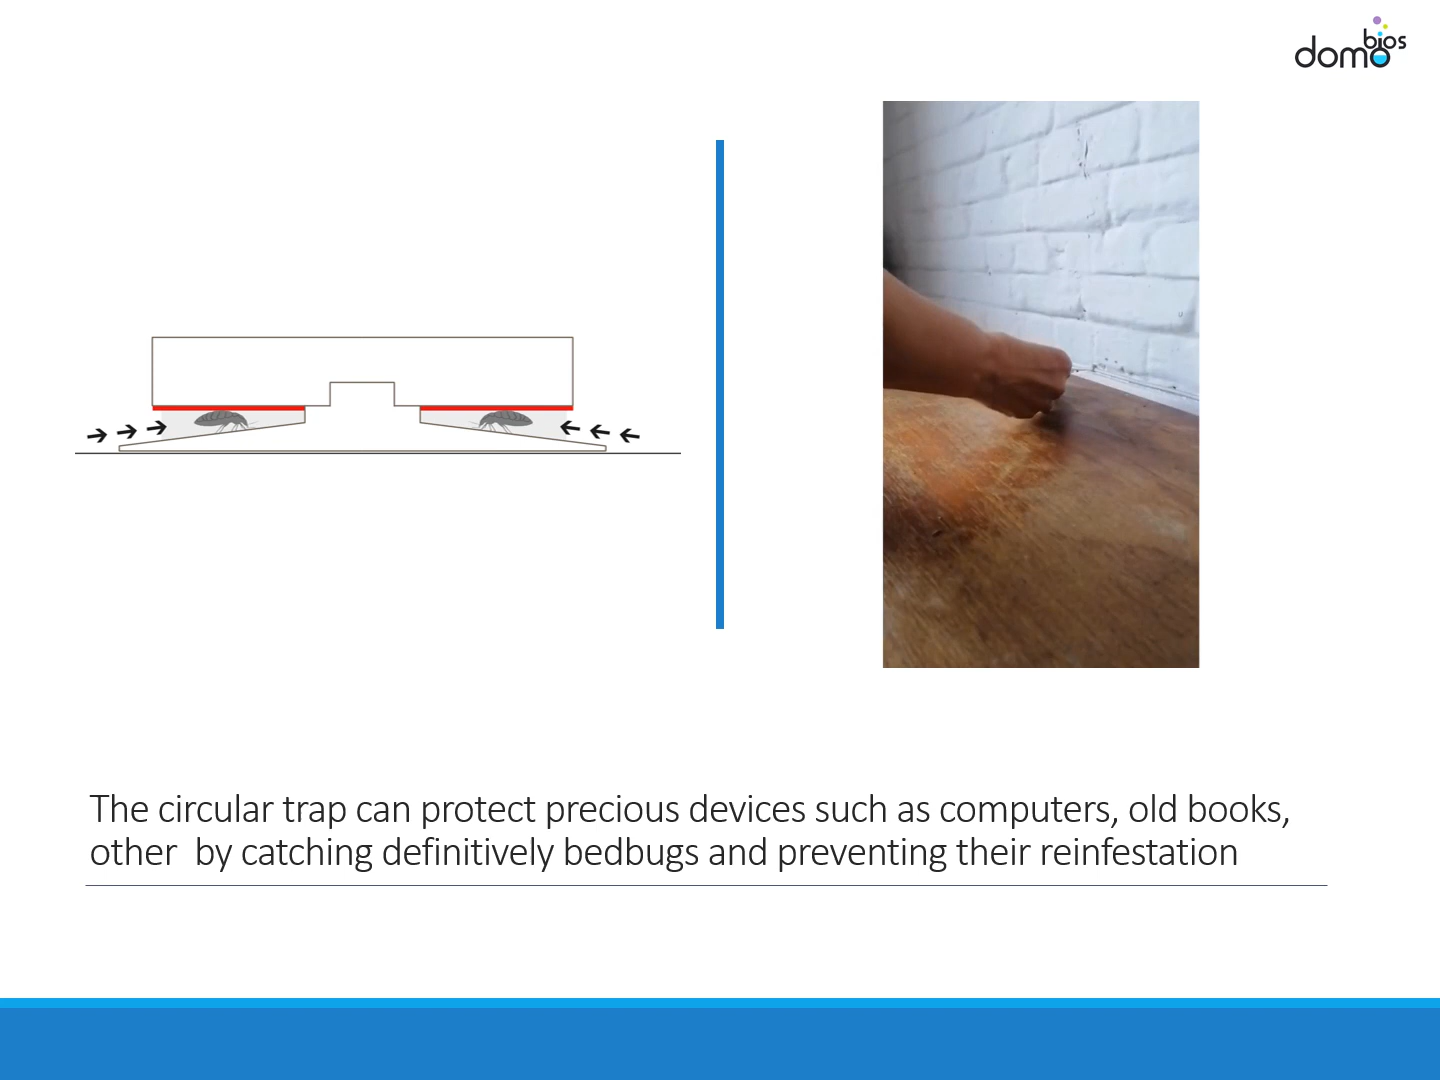 domobios
The circular trap can protect precious devices such as computers, old books,
other  by catching definitively bedbugs and preventing their reinfestation